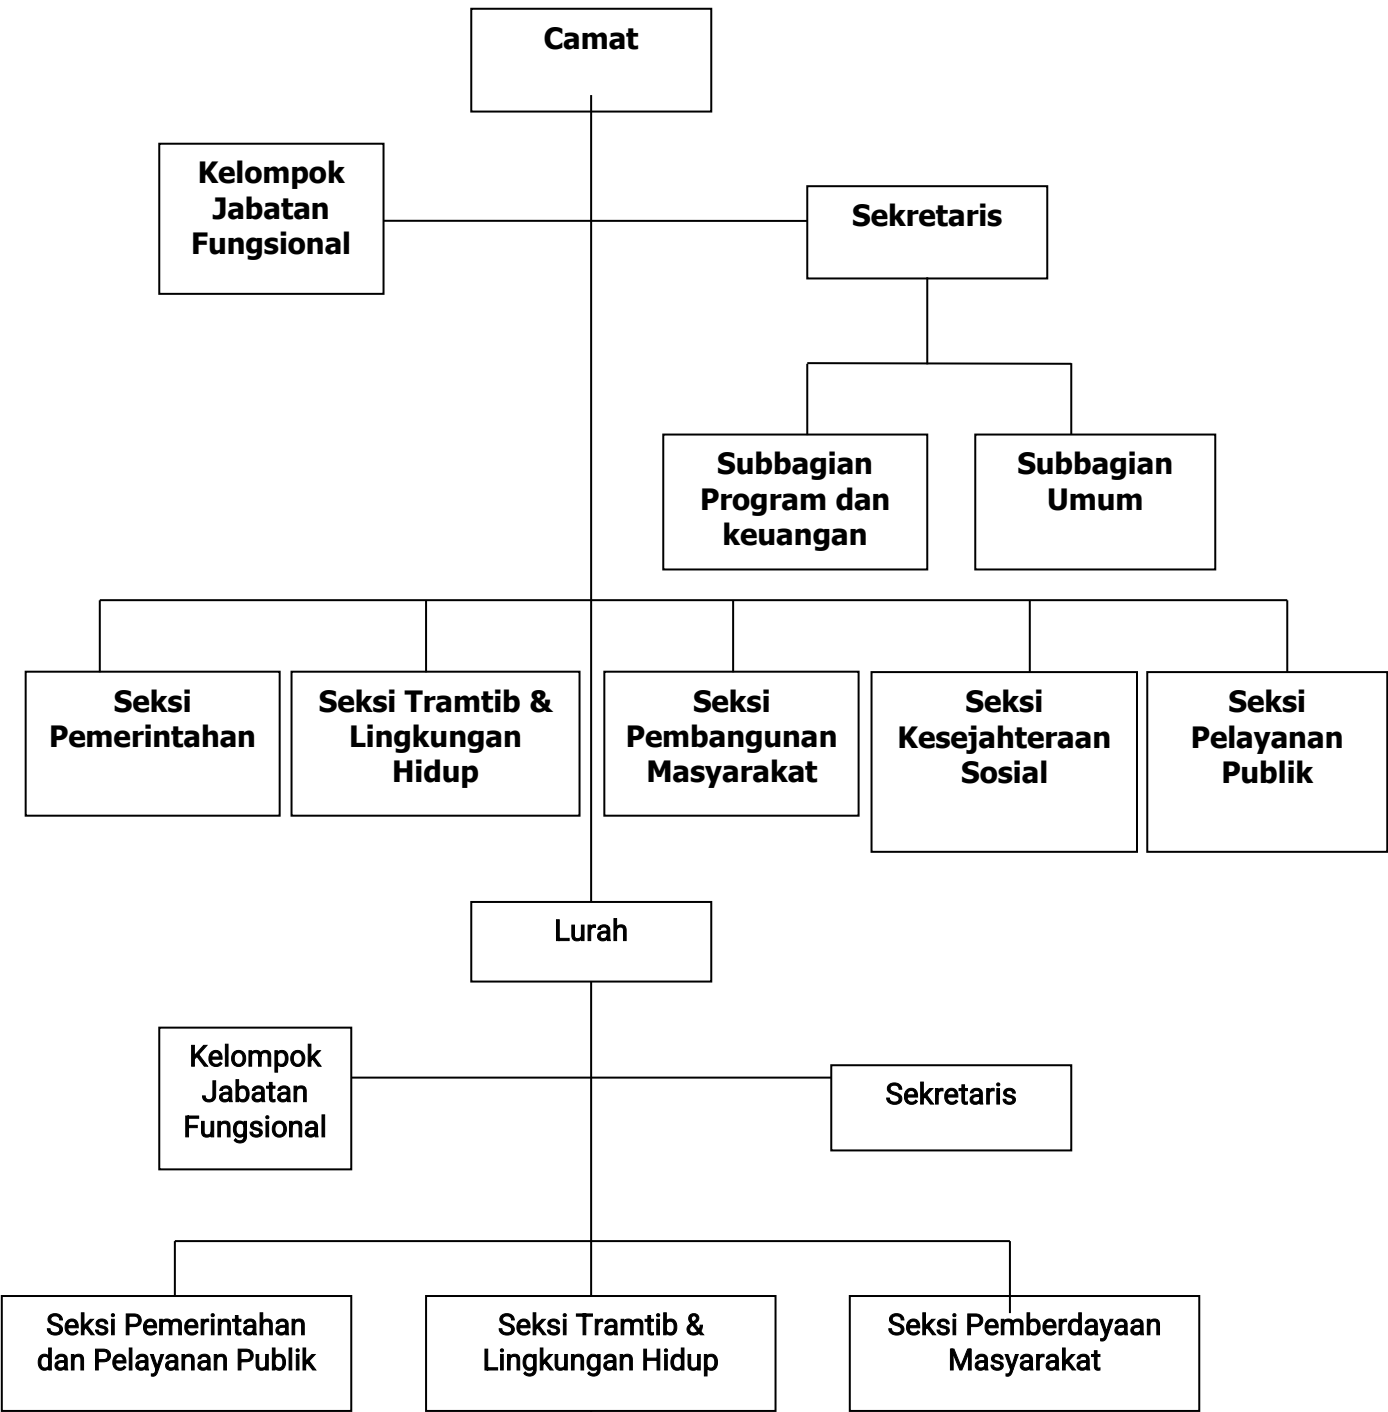 Camat
Kelompok
Jabatan
Fungsional
Sekretaris
Subbagian
Program dan
keuangan
Subbagian
Umum
Seksi
Pemerintahan
Seksi Tramtib &
Lingkungan
Hidup
Seksi
Pembangunan
Masyarakat
Seksi
Kesejahteraan
Sosial
Seksi
Pelayanan
Publik
Lurah
Kelompok
Jabatan
Fungsional
Sekretaris
Seksi Pemerintahan
dan Pelayanan Publik
Seksi Tramtib &
Lingkungan Hidup
Seksi Pemberdayaan
Masyarakat